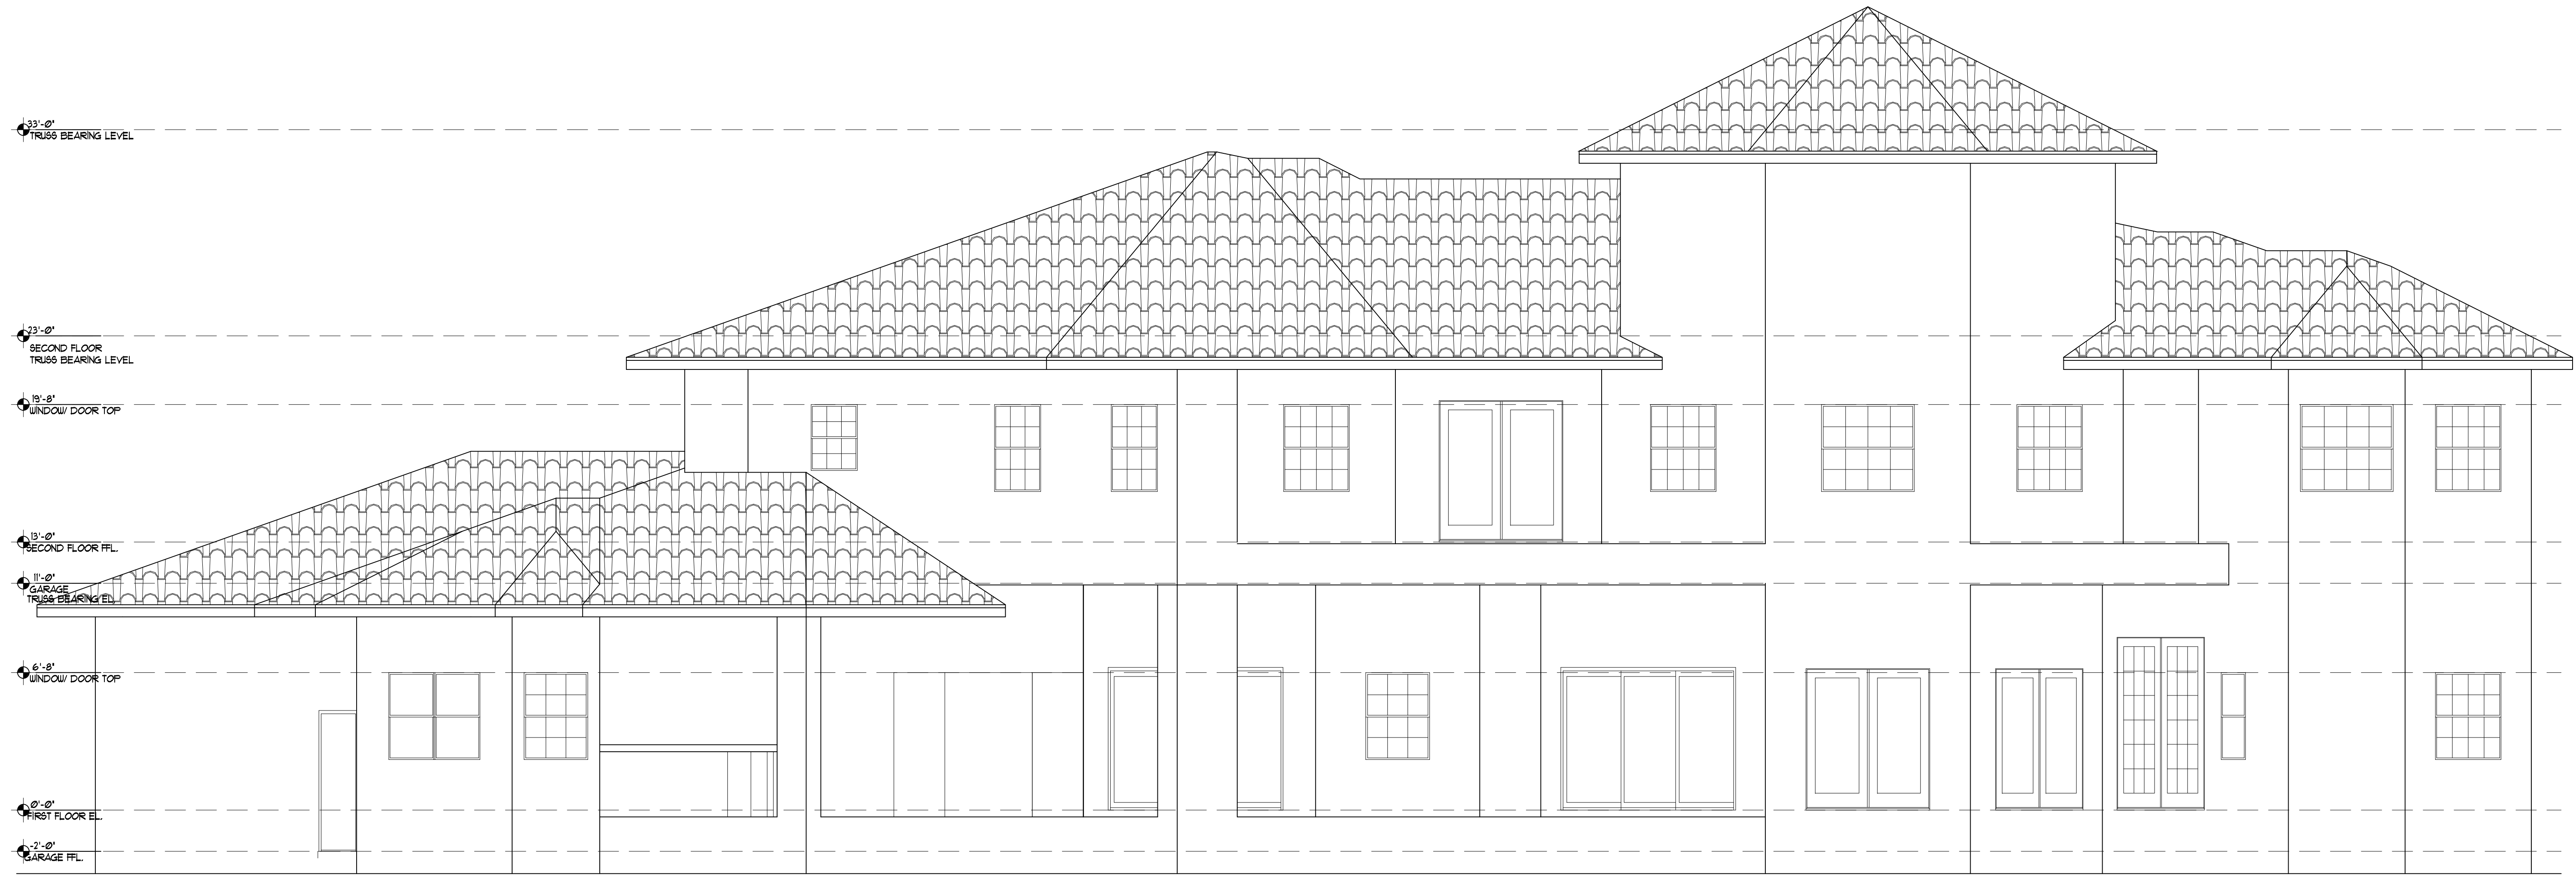 33'-0"
TRUSS BEARING LEVEL
23'-0"
SECOND FLOOR
TRUSS BEARING LEVEL
19'-8"
WINDOW/ DOOR TOP
13'-0"
SECOND FLOOR FFL.
11'-0"
GARAGE
TRUSS BEARING EL.
6'-8"
WINDOW/ DOOR TOP
0'-0"
FIRST FLOOR EL.
-2'-0"
GARAGE FFL.